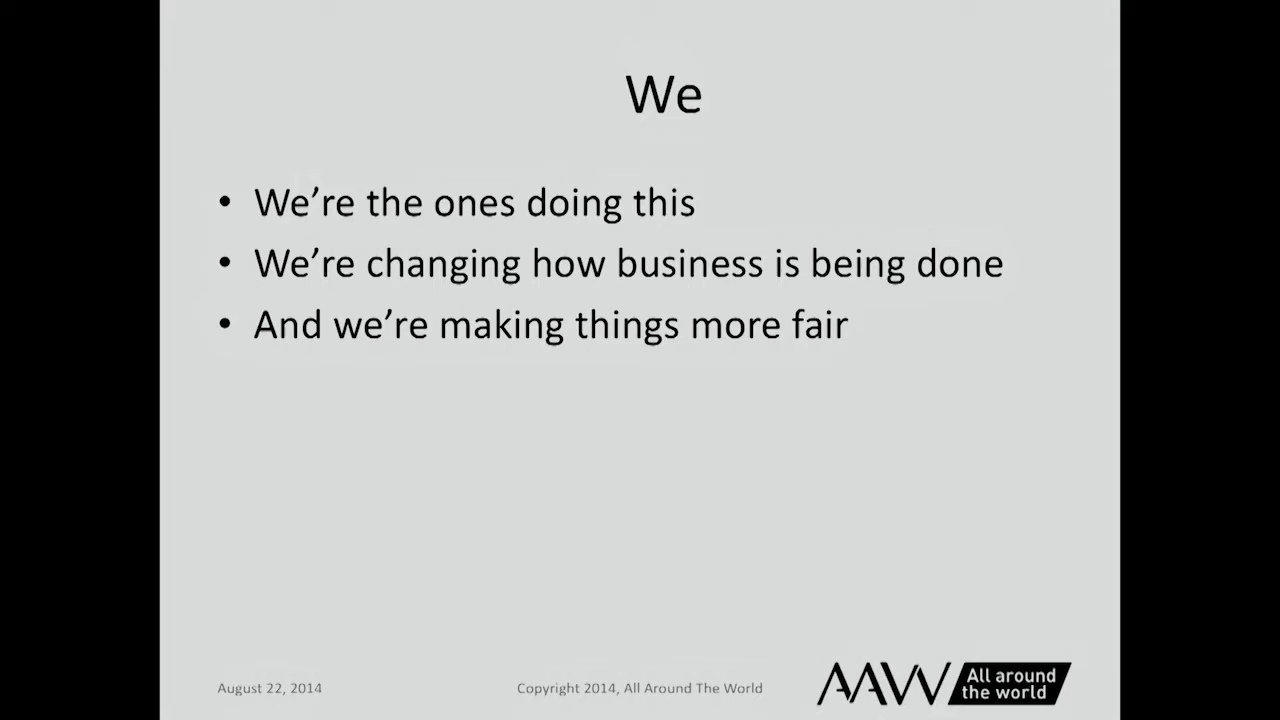 We
• We’re the ones doing this
• We’re changing how business is being done
• And we’re making things more fair
August 22, 2014
Copyright 2014, All Around The World
AAW All around
the world